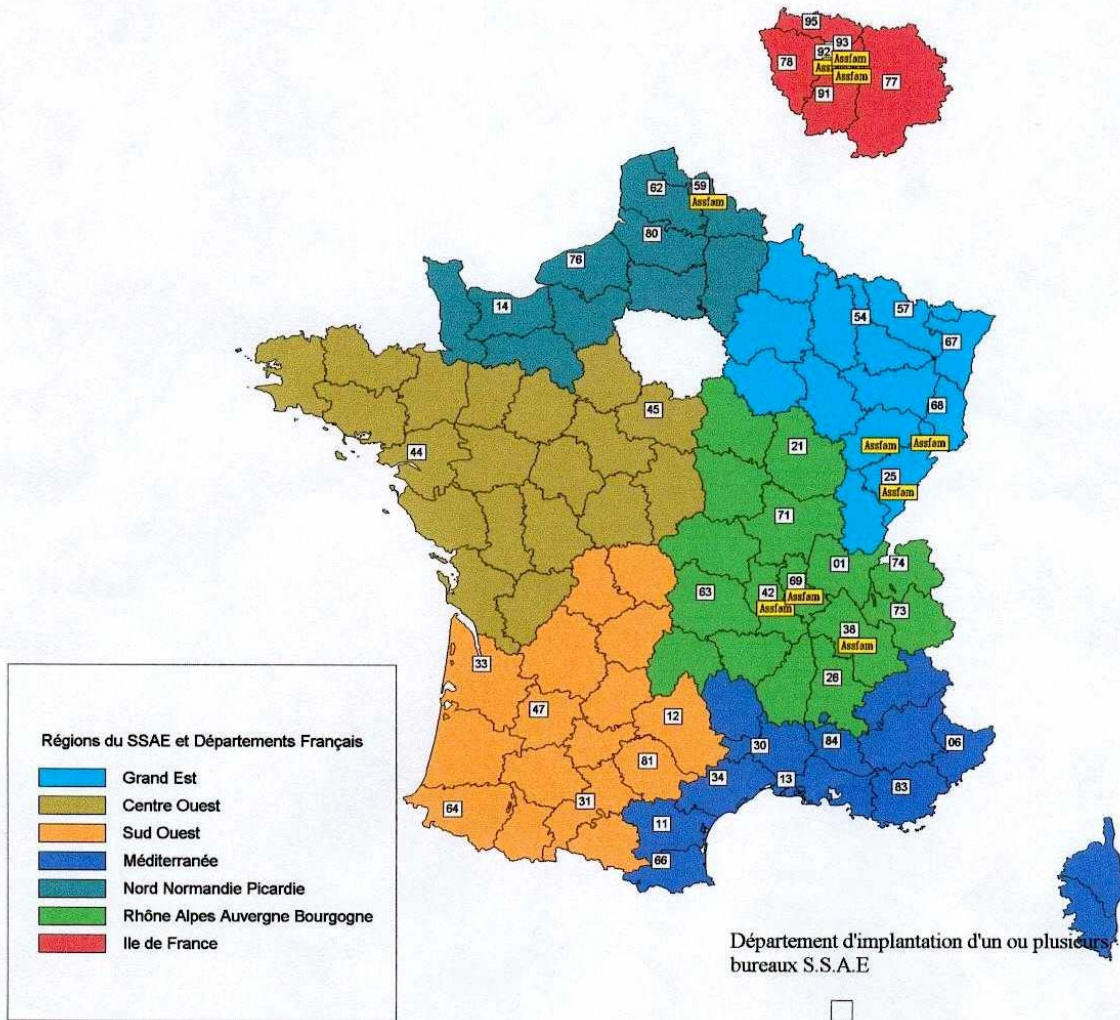 95
93
92
Assfam
78
Ass
Assfam
77
91
62
59
Assfam
80
76
14
54
57
67
45
68
44
21
Assfam
Assfam
25
Assfam
71
01
74
63
42
69
Assfam
Assfam
73
38
Assfam
33
26
47
12
30
84
06
81
34
13
83
64
31
11
66
Régions du SSAE et Départements Français
Grand Est
Centre Ouest
Sud Ouest
Méditerranée
Nord Normandie Picardie
Rhône Alpes Auvergne Bourgogne
Ile de France
Département d'implantation d'un ou plusieurs
bureaux S.S.A.E